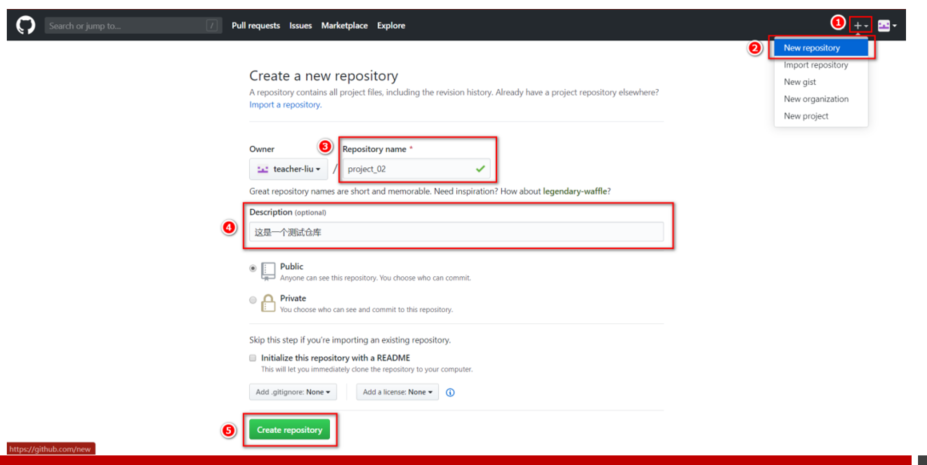 Search or jump to... /
Pull requests Issues Marketplace Explore
1
2
New repository
Import repository
New gist
New organization
New project
Create a new repository
A repository contains all project files, including the revision history. Already have a project repository elsewhere?
Import a repository.
Owner
3
Repository name *
teacher-liu / project_02
Great repository names are short and memorable. Need inspiration? How about legendary-waffle?
4
Description (optional)
这是一个测试仓库
Public
Anyone can see this repository. You choose who can commit.
Private
You choose who can see and commit to this repository.
Skip this step if you're importing an existing repository.
Initialize this repository with a README
This will let you immediately clone the repository to your computer.
Add .gitignore: None Add a license: None
5
Create repository
https://github.com/new